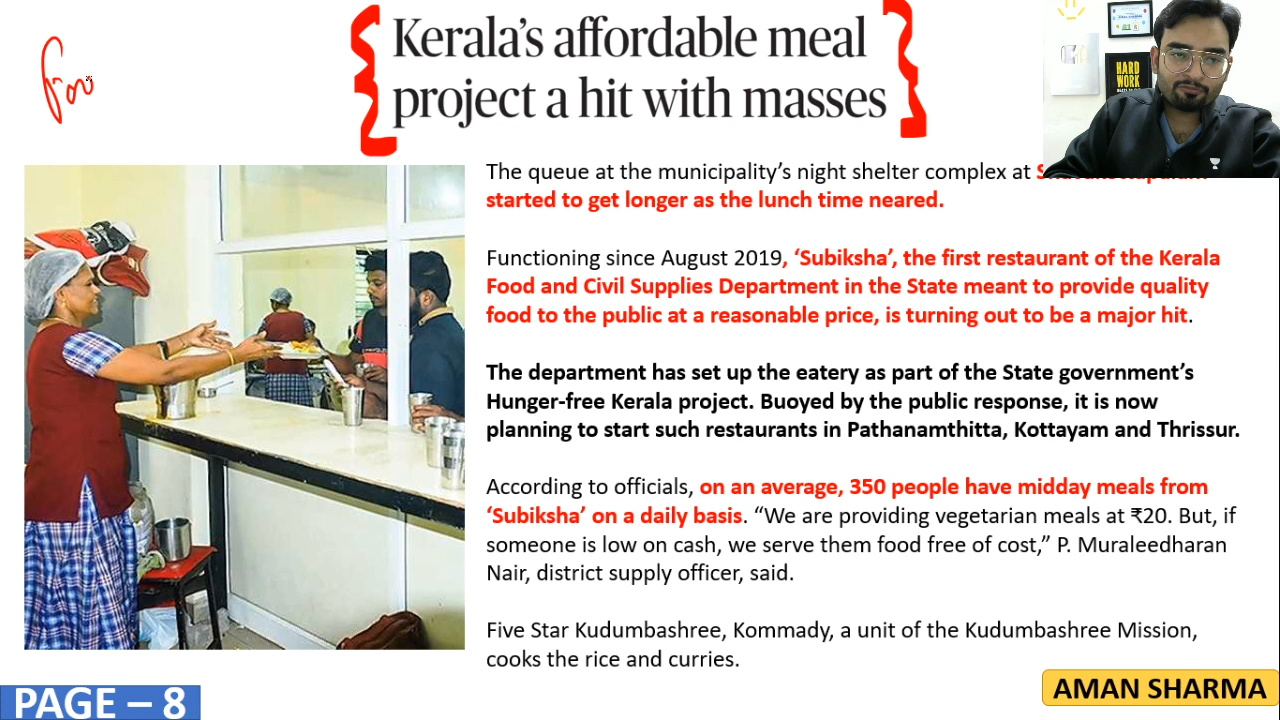 Kerala's affordable meal
project a hit with masses
HARD
WORK
The queue at the municipality's night shelter complex at
started to get longer as the lunch time neared.
Functioning since August 2019, ‘Subiksha’, the first restaurant of the Kerala
Food and Civil Supplies Department in the State meant to provide quality
food to the public at a reasonable price, is turning out to be a major hit.
The department has set up the eatery as part of the State government’s
Hunger-free Kerala project. Buoyed by the public response, it is now
planning to start such restaurants in Pathanamthitta, Kottayam and Thrissur.
According to officials, on an average, 350 people have midday meals from
‘Subiksha’ on a daily basis. “We are providing vegetarian meals at ₹20. But, if
someone is low on cash, we serve them food free of cost,” P. Muraleedharan
Nair, district supply officer, said.
Five Star Kudumbashree, Kommady, a unit of the Kudumbashree Mission,
cooks the rice and curries.
PAGE – 8
AMAN SHARMA